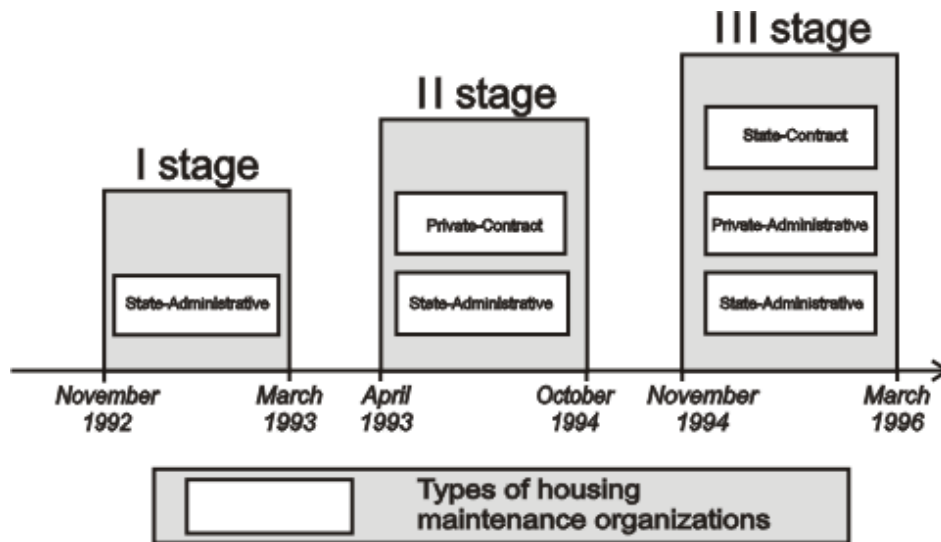 I stage
State-Administrative
II stage
Private-Contract
State-Administrative
III stage
State-Contract
Private-Administrative
State-Administrative
November
1992
March
1993
April
1993
October
1994
November
1994
March
1996
Types of housing
maintenance organizations